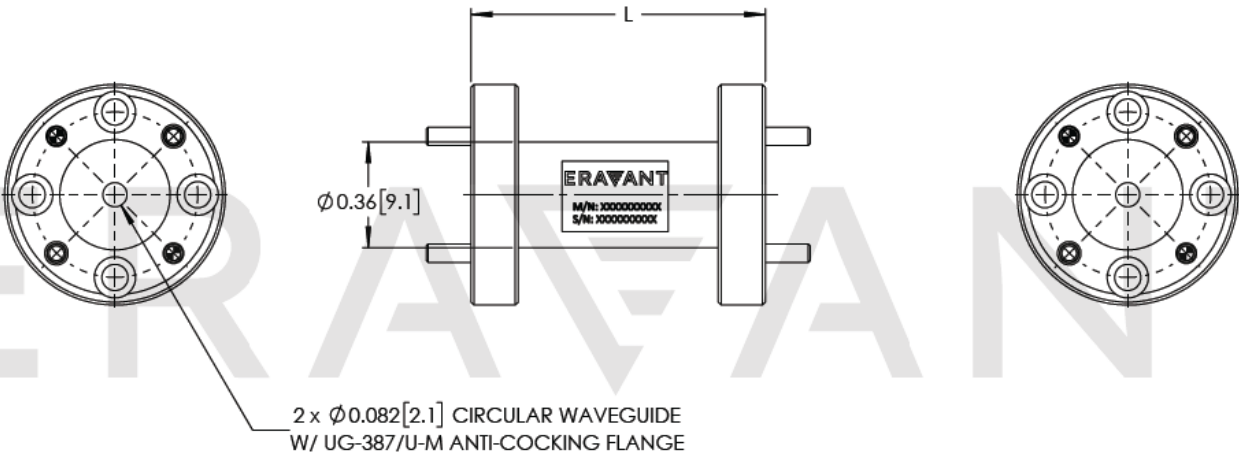 L
ERAVANT
M/N: XXXXXXXXXX
S/N: XXXXXXXXXX
Ø0.36[9.1]
ERAVANT
2 x Ø0.082[2.1] CIRCULAR WAVEGUIDE
W/ UG-387/U-M ANTI-COCKING FLANGE